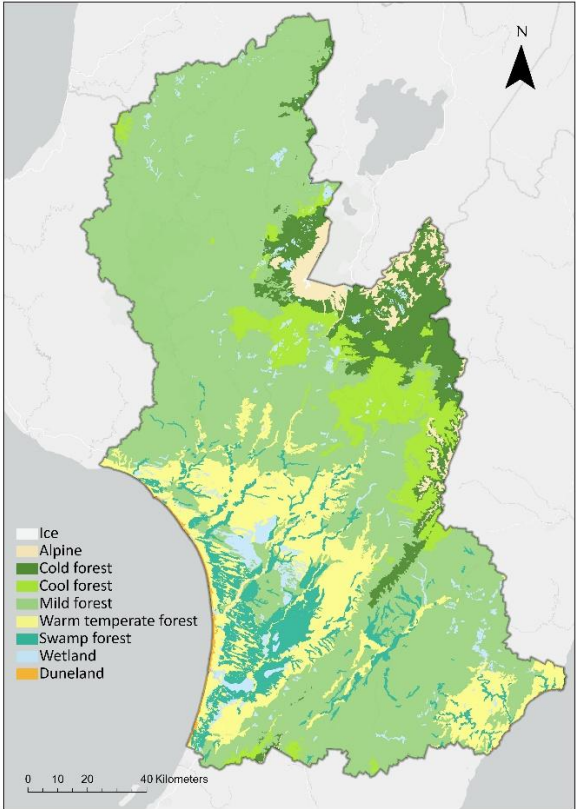 N
Ice
Alpine
Cold forest
Cool forest
Mild forest
Warm temperate forest
Swamp forest
Wetland
Duneland
0 10 20 40 Kilometers